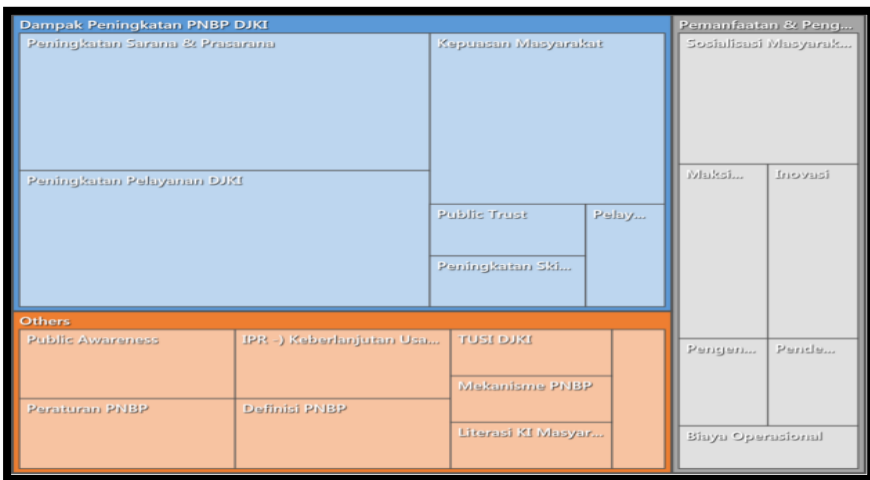 Dampak Peningkatan PNBP DJKI
Peningkatan Sarana & Prasarana
Kepuasan Masyarakat
Peningkatan Pelayanan DJKI
Public Trust
Pelay...
Peningkatan Ski...
Others
Public Awareness
IPR -) Keberlanjutan Usa...
TUSI DJKI
Mekanisme PNBP
Peraturan PNBP
Definisi PNBP
Literasi KI Masyar...
Pemanfaatan & Peng...
Sosialisasi Masyarak...
Maksi...
Inovasi
Pengen...
Pende...
Biaya Operasional